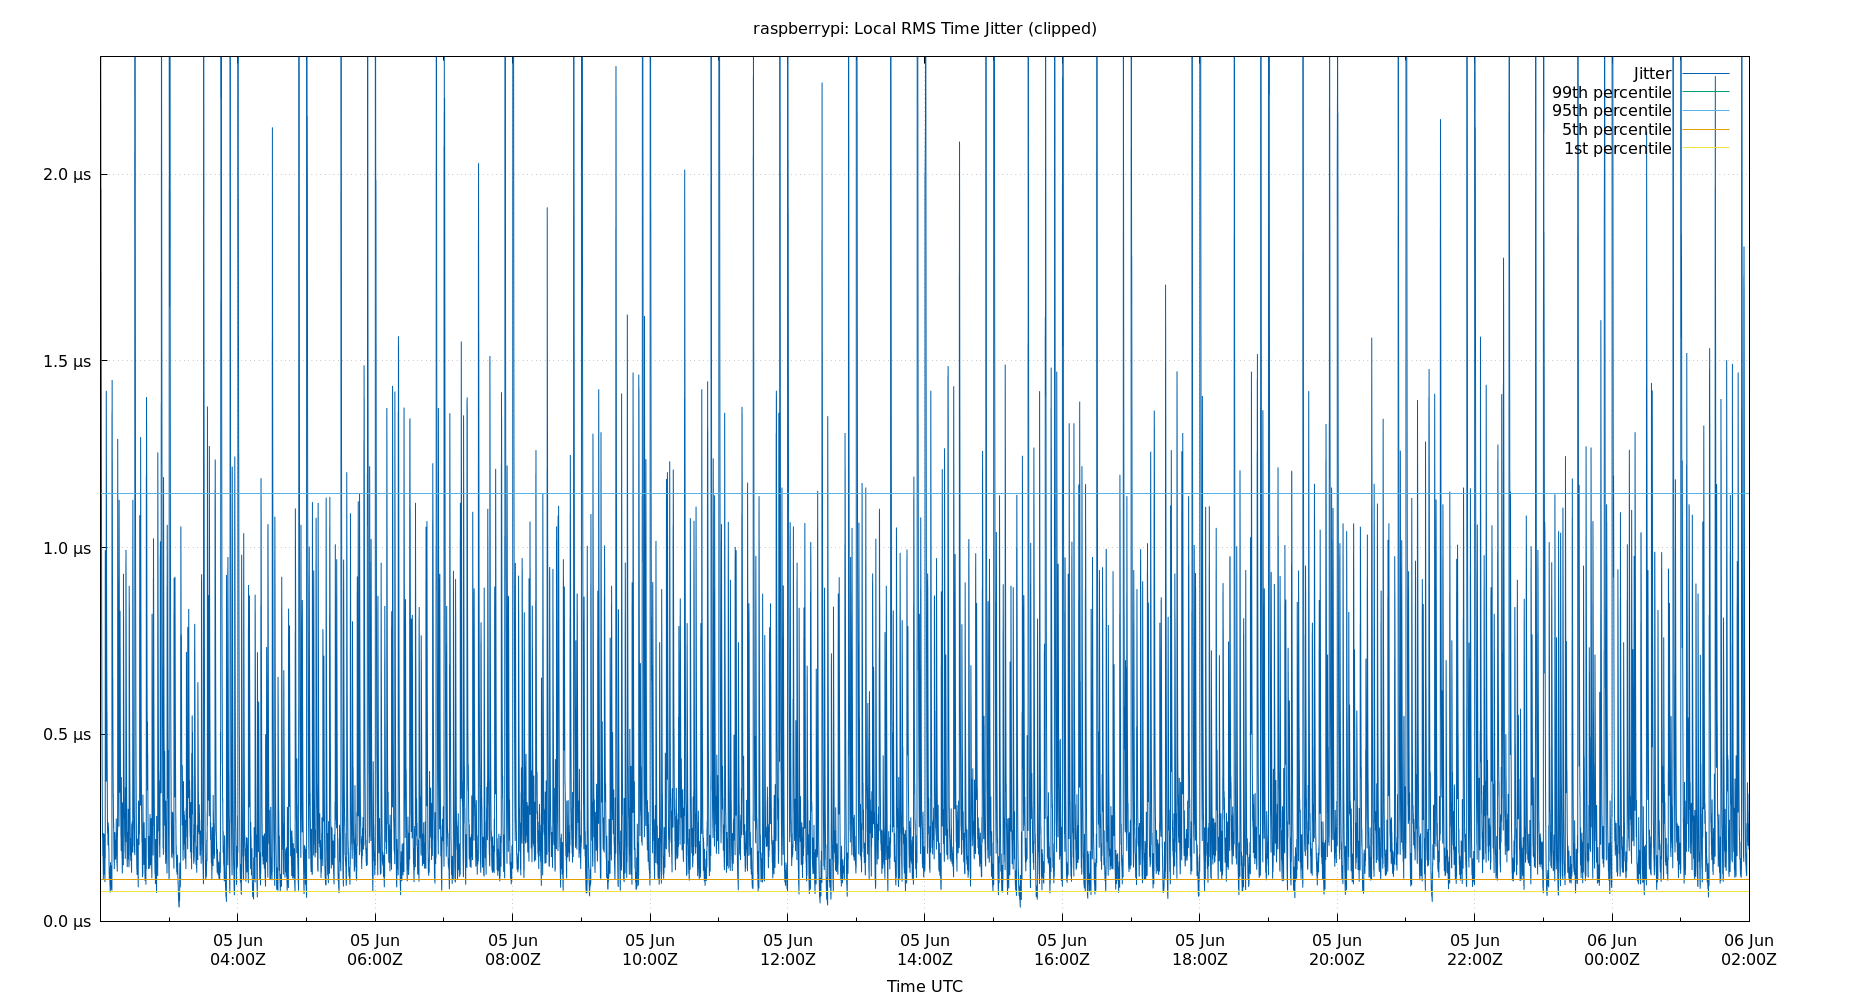 raspberrypi: Local RMS Time Jitter (clipped)
Jitter
99th percentile
95th percentile
5th percentile
1st percentile
2.0 µs
1.5 µs
1.0 µs
0.5 µs
0.0 µs
05 Jun 05 Jun 05 Jun 05 Jun 05 Jun 05 Jun 05 Jun 05 Jun 05 Jun 05 Jun 06 Jun 06 Jun
04:00Z 06:00Z 08:00Z 10:00Z 12:00Z 14:00Z 16:00Z 18:00Z 20:00Z 22:00Z 00:00Z 02:00Z
Time UTC